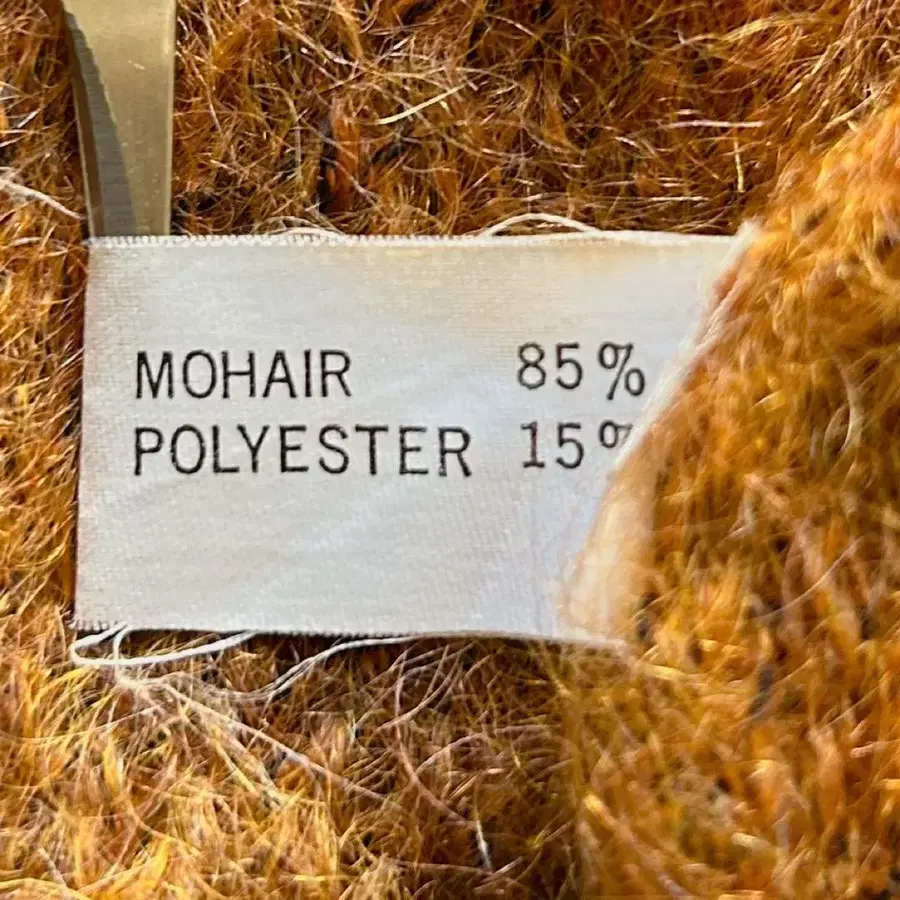 MOHAIR 85%
POLYESTER 15%